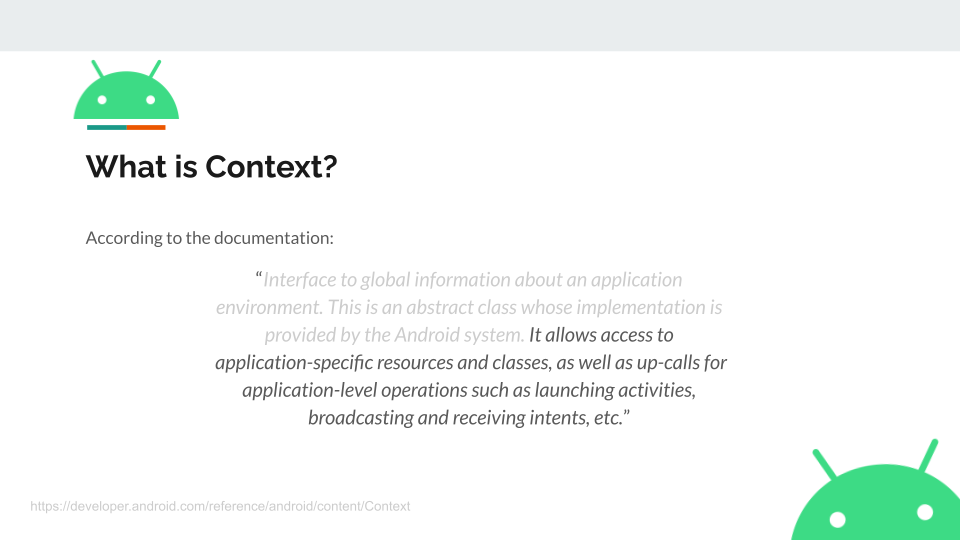 What is Context?
According to the documentation:
“Interface to global information about an application
environment. This is an abstract class whose implementation is
provided by the Android system. It allows access to
application-specific resources and classes, as well as up-calls for
application-level operations such as launching activities,
broadcasting and receiving intents, etc.”
https://developer.android.com/reference/android/content/Context